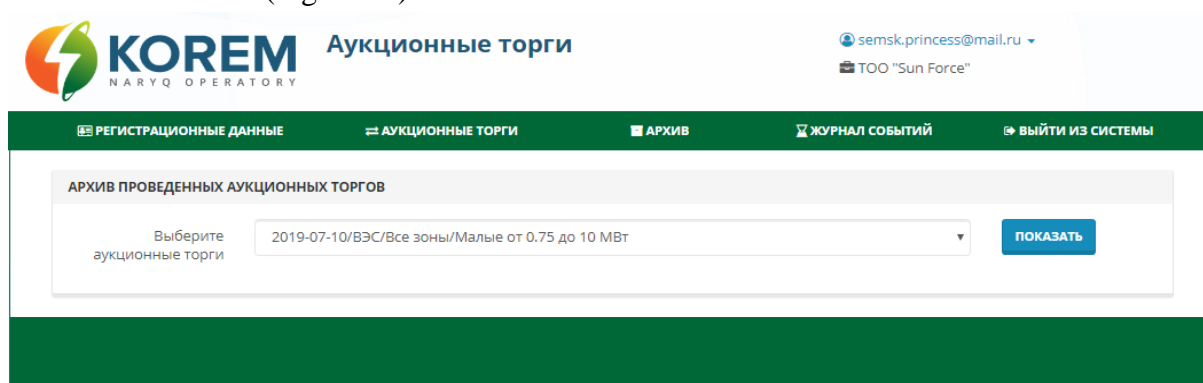 KOREM
NARYQ OPERATORY
Аукционные торги
semsk.princess@mail.ru
ТОО "Sun Force"
РЕГИСТРАЦИОННЫЕ ДАННЫЕ
АУКЦИОННЫЕ ТОРГИ
АРХИВ
ЖУРНАЛ СОБЫТИЙ
ВЫЙТИ ИЗ СИСТЕМЫ
АРХИВ ПРОВЕДЕННЫХ АУКЦИОННЫХ ТОРГОВ
Выберите
аукционные торги
2019-07-10/ВЭС/Все зоны/Малые от 0.75 до 10 МВт
ПОКАЗАТЬ